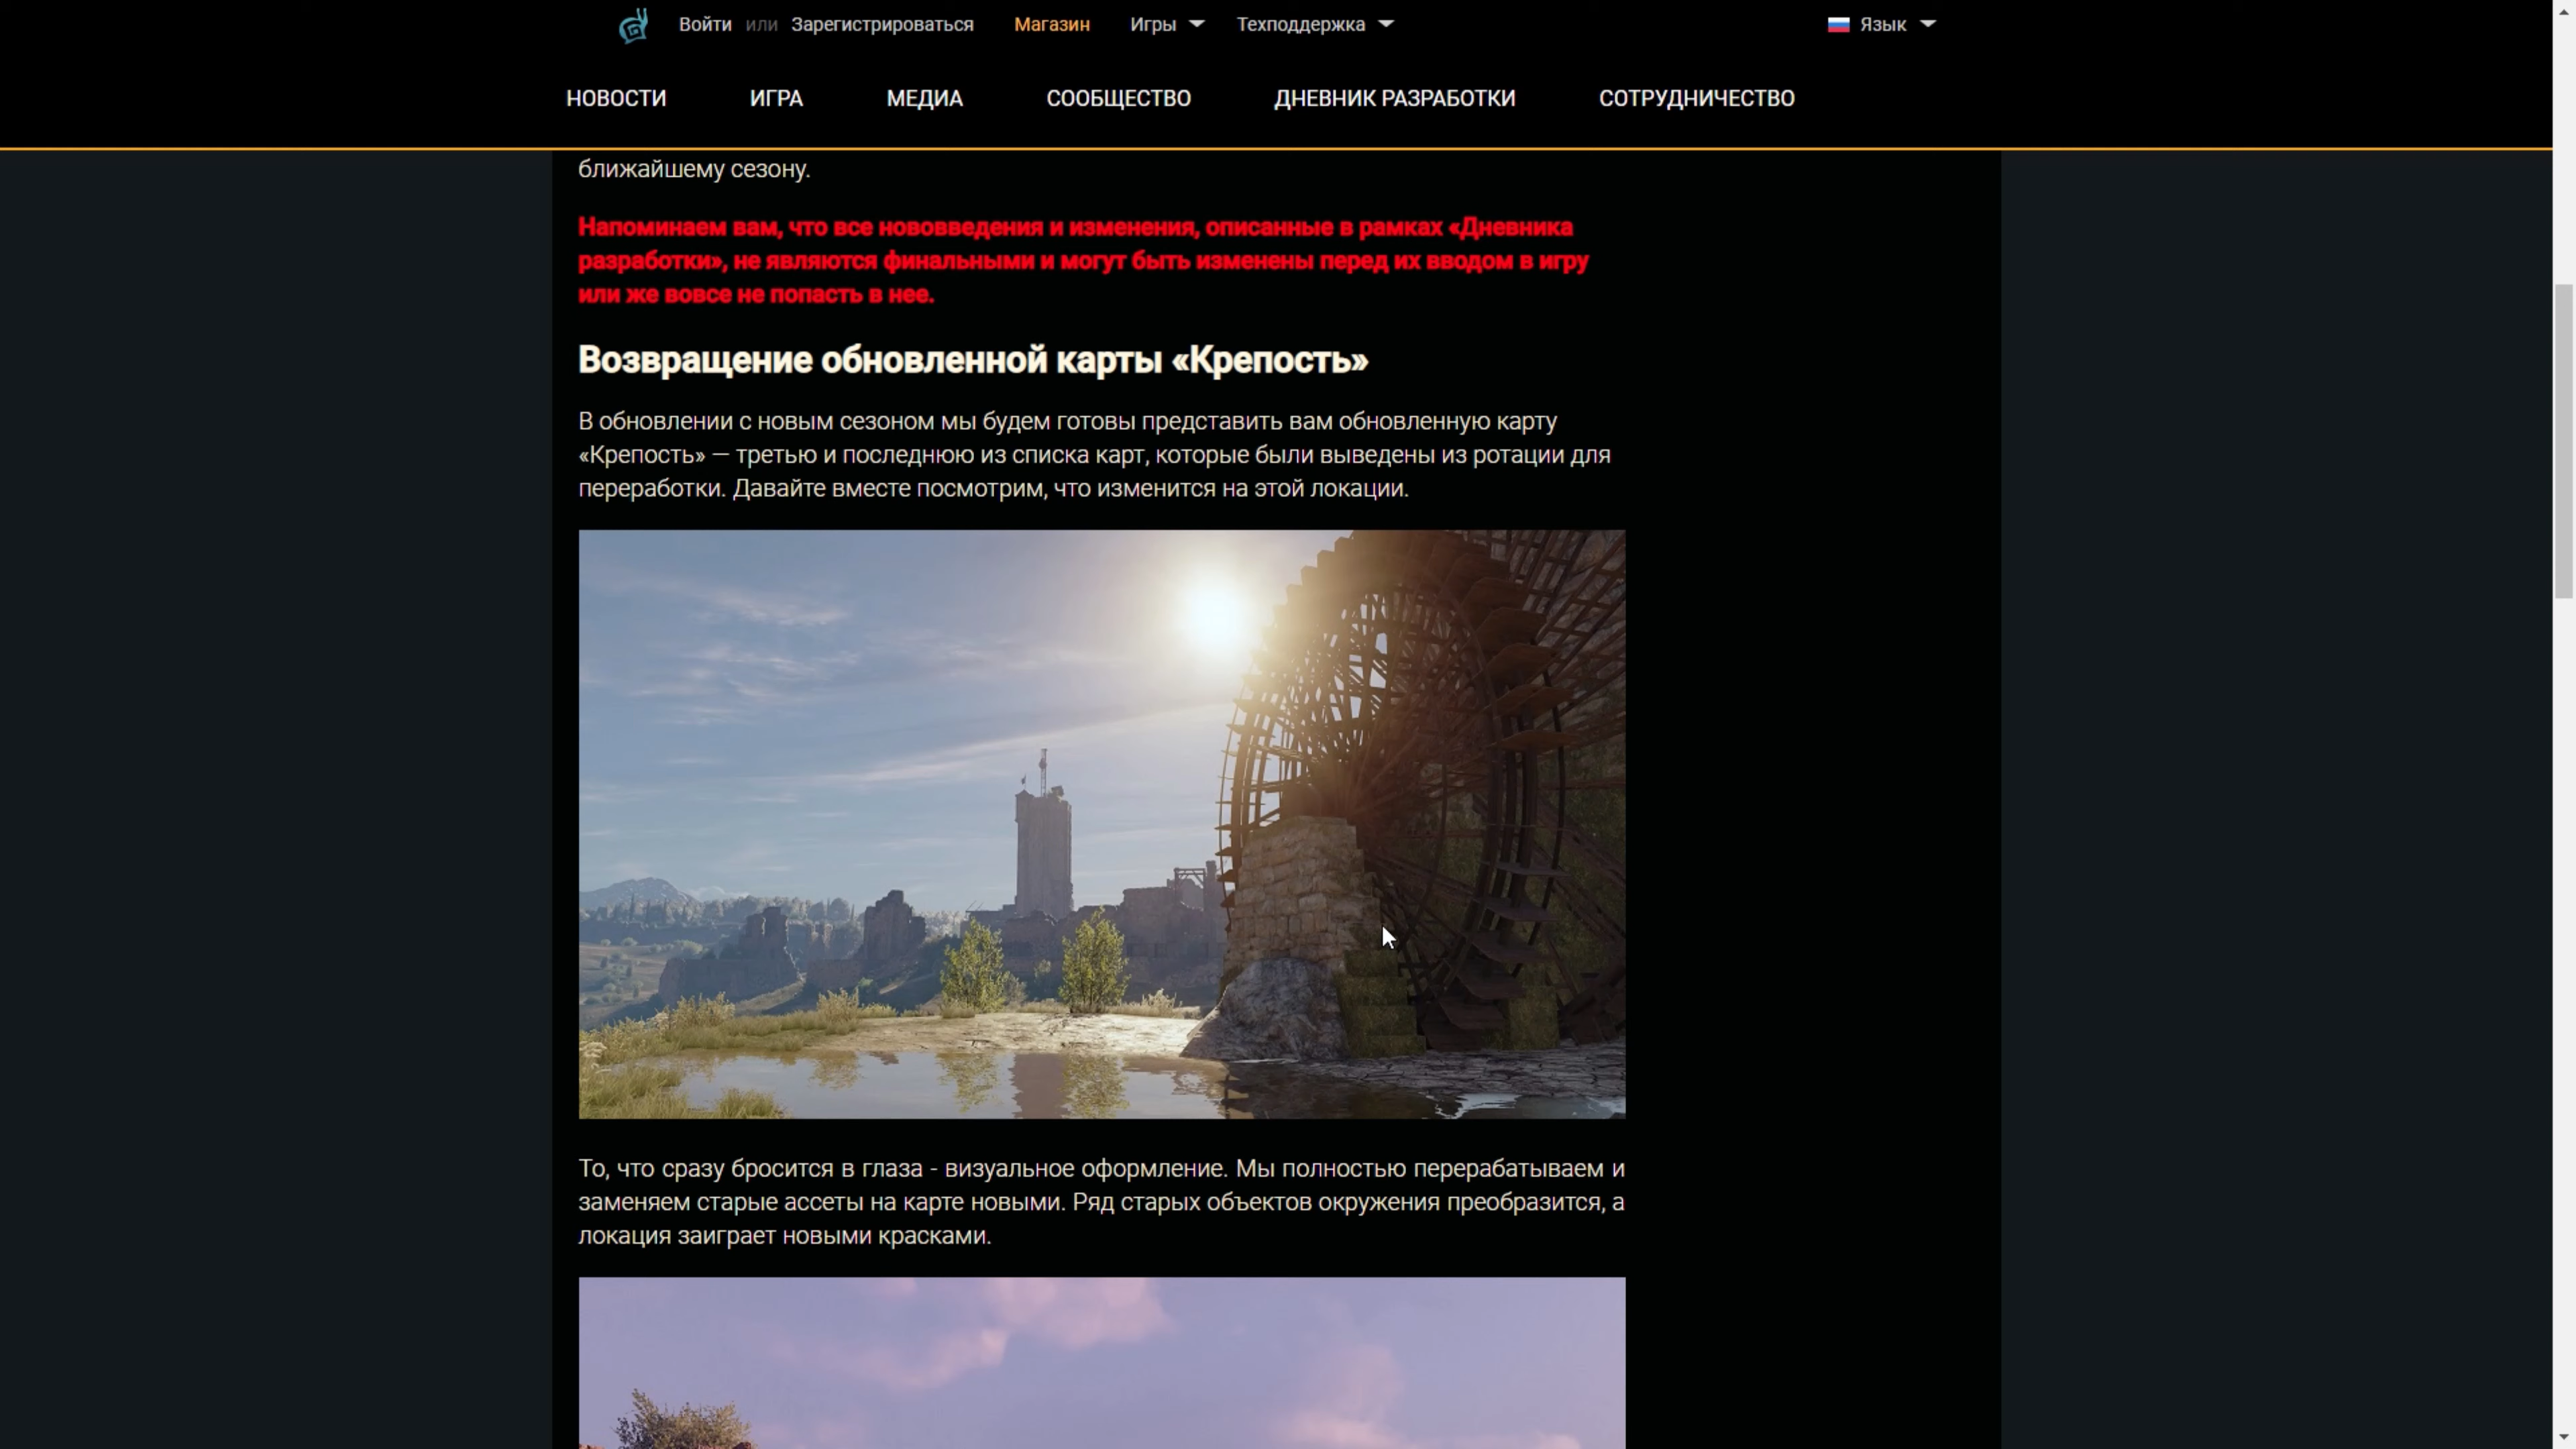 Войти или Зарегистрироваться Магазин Игры Техподдержка Язык
НОВОСТИ ИГРА МЕДИА СООБЩЕСТВО ДНЕВНИК РАЗРАБОТКИ СОТРУДНИЧЕСТВО
ближайшему сезону.
Напоминаем вам, что все нововведения и изменения, описанные в рамках «Дневника
разработки», не являются финальными и могут быть изменены перед их вводом в игру
или же вовсе не попасть в нее.
Возвращение обновленной карты «Крепость»
В обновлении с новым сезоном мы будем готовы представить вам обновленную карту
«Крепость» — третью и последнюю из списка карт, которые были выведены из ротации для
переработки. Давайте вместе посмотрим, что изменится на этой локации.
То, что сразу бросится в глаза - визуальное оформление. Мы полностью перерабатываем и
заменяем старые ассеты на карте новыми. Ряд старых объектов окружения преобразится, а
локация заиграет новыми красками.